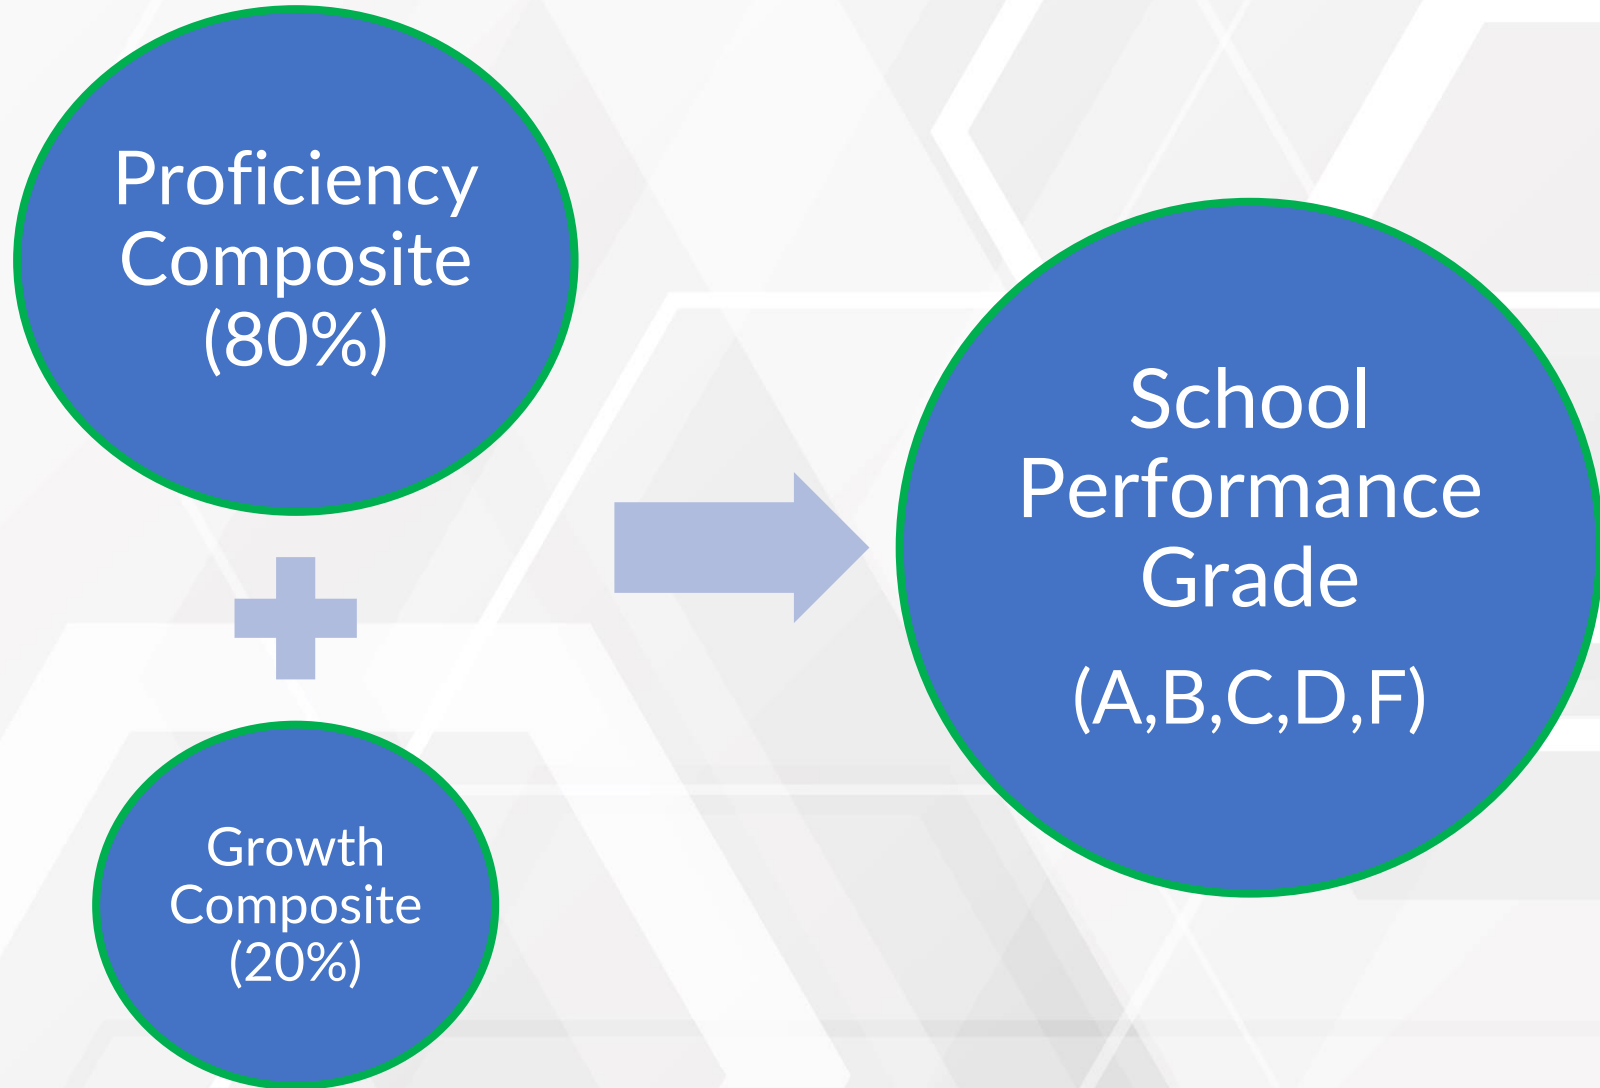 Proficiency
Composite
(80%)
Growth
Composite
(20%)
School
Performance
Grade
(A,B,C,D,F)